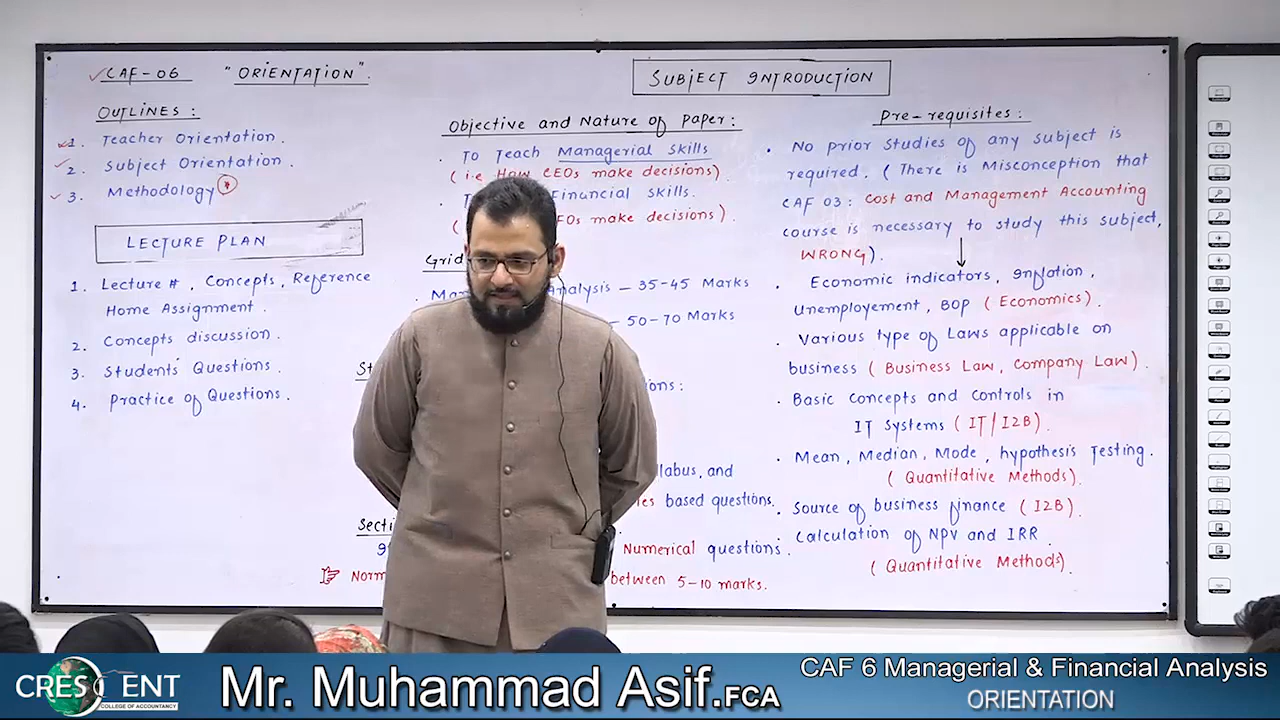 ✓ CAF-06 "ORIENTATION".
OUTLINES :
1. Teacher Orientation.
2. Subject Orientation.
3. Methodology *
LECTURE PLAN
1. Lecture #, Concepts, Reference
Home Assignment.
2. Concepts discussion.
3. Students' Questions.
4. Practice of Questions.
SUBJECT INTRODUCTION
Objective and Nature of paper :
. To Teach Managerial Skills
(i.e How CEOs make decisions).
. Financial skills.
FOs make decisions).
Grid
. Analysis - 35-45 Marks
- 50-70 Marks
St
ions :
labus, and
based questions.
Secti
Numerical questions
Norm between 5-10 marks.
Pre-requisites :
. No prior studies of any subject is
required. (There is Misconception that
CAF 03 : Cost and Management Accounting
course is necessary to study this subject,
WRONG).
. Economic indicators, Inflation,
Unemployement, BOP (Economics).
. Various type of Laws applicable on
business (Business Law, Company Law).
Basic concepts and Controls in
IT Systems (IT/I2B).
. Mean, Median, Mode, hypothesis Testing.
(Quantitative Methods).
. Source of business finance (I2B).
. Calculation of NPV and IRR.
(Quantitative Methods).
CRESCENT
COLLEGE OF ACCOUNTANCY
Mr. Muhammad Asif.FCA
CAF 6 Managerial & Financial Analysis
ORIENTATION